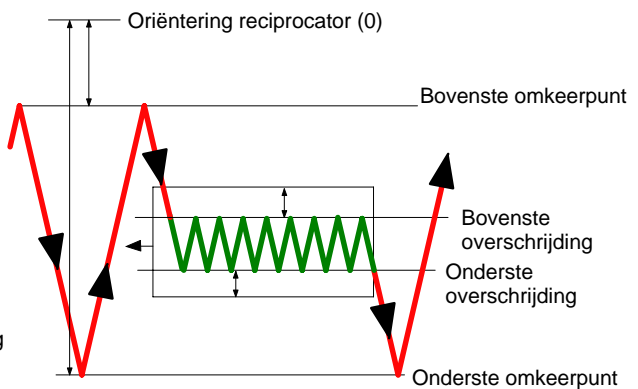 Oriëntering reciprocator (0)
Bovenste omkeerpunt
Bovenste
overschrijding
Onderste
overschrijding
g
Onderste omkeerpunt